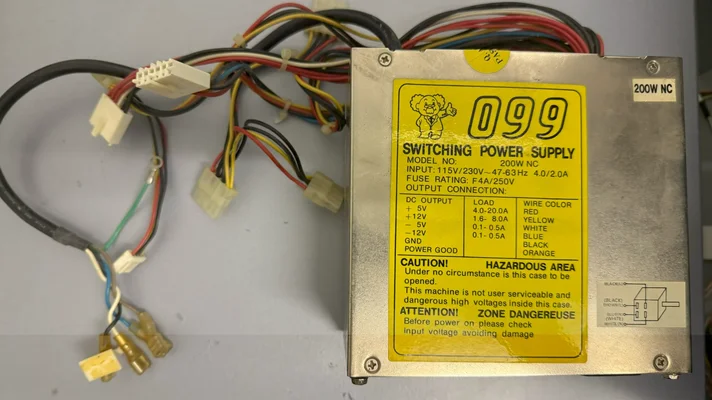 099
200W NC
SWITCHING POWER SUPPLY
MODEL NO: 200W NC
INPUT: 115V/230V~47-63Hz 4.0/2.0A
FUSE RATING: F4A/250V
OUTPUT CONNECTION:
DC OUTPUT LOAD WIRE COLOR
+ 5V 4.0-20.0A RED
+12V 1.6- 8.0A YELLOW
- 5V 0.1- 0.5A WHITE
-12V 0.1- 0.5A BLUE
GND BLACK
POWER GOOD ORANGE
CAUTION! HAZARDOUS AREA
Under no circumstance is this case to be
opened.
This machine is not user serviceable and
dangerous high voltages inside this case.
ATTENTION! ZONE DANGEREUSE
Before power on please check
input voltage avoiding damage
(BLACK)
(WHITE)